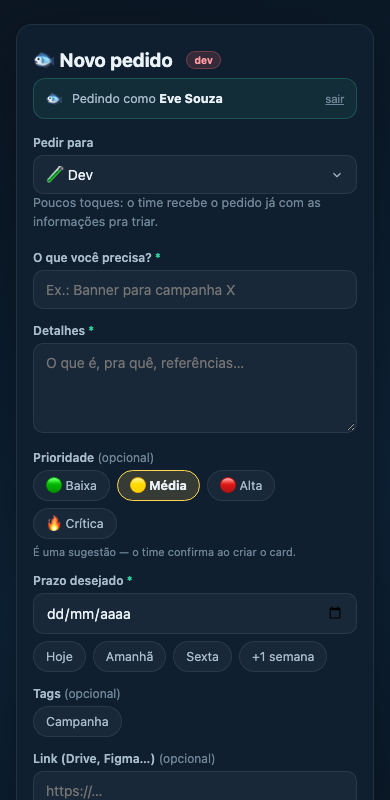 Novo pedido dev
Pedindo como Eve Souza sair
Pedir para
Dev
Poucos toques: o time recebe o pedido já com as
informações pra triar.
O que você precisa? *
Ex.: Banner para campanha X
Detalhes *
O que é, pra quê, referências...
Prioridade (opcional)
Baixa Média Alta
Crítica
É uma sugestão — o time confirma ao criar o card.
Prazo desejado *
dd/mm/aaaa
Hoje Amanhã Sexta +1 semana
Tags (opcional)
Campanha
Link (Drive, Figma...) (opcional)
https://...